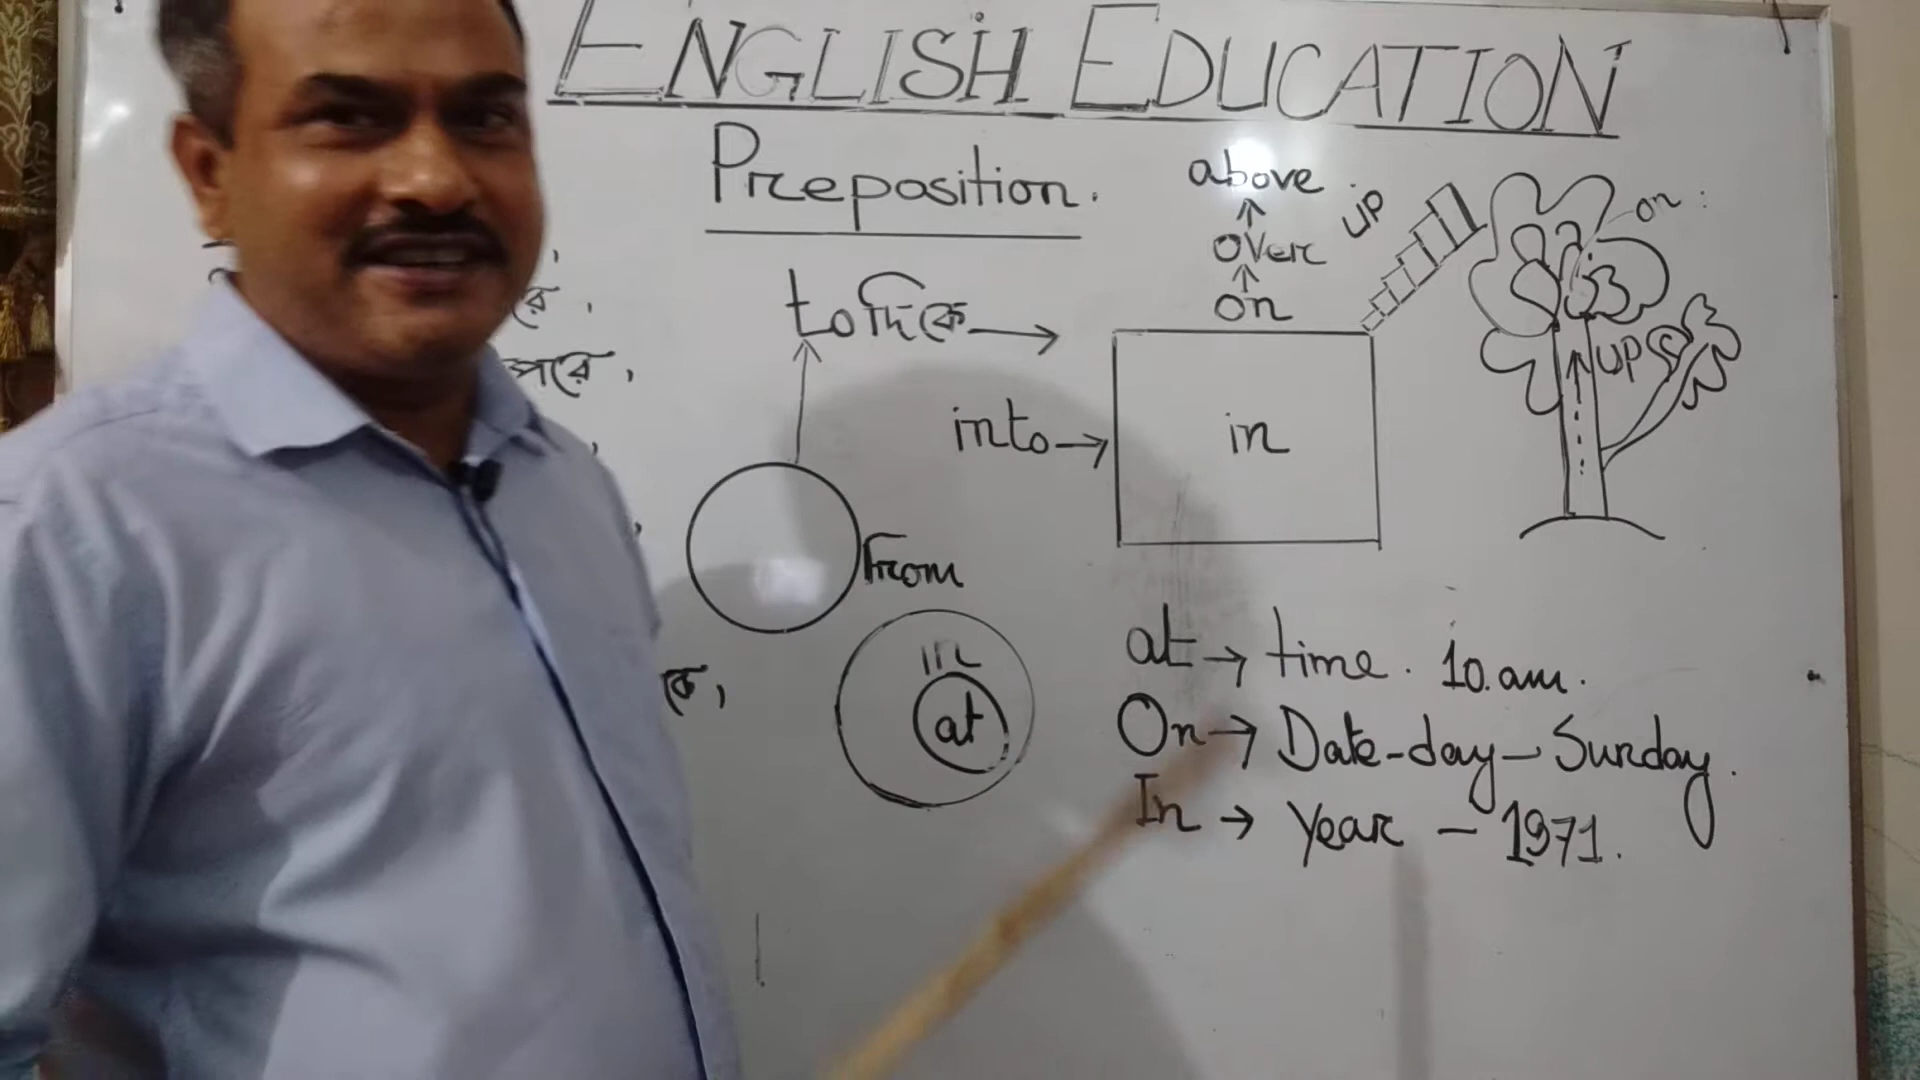 ENGLISH EDUCATION
Preposition.
above
over
on
up
on :
to দিকে
up
into
in
From
in
at
at → time. 10. am.
On → Date-day - Sunday.
In → Year - 1971.